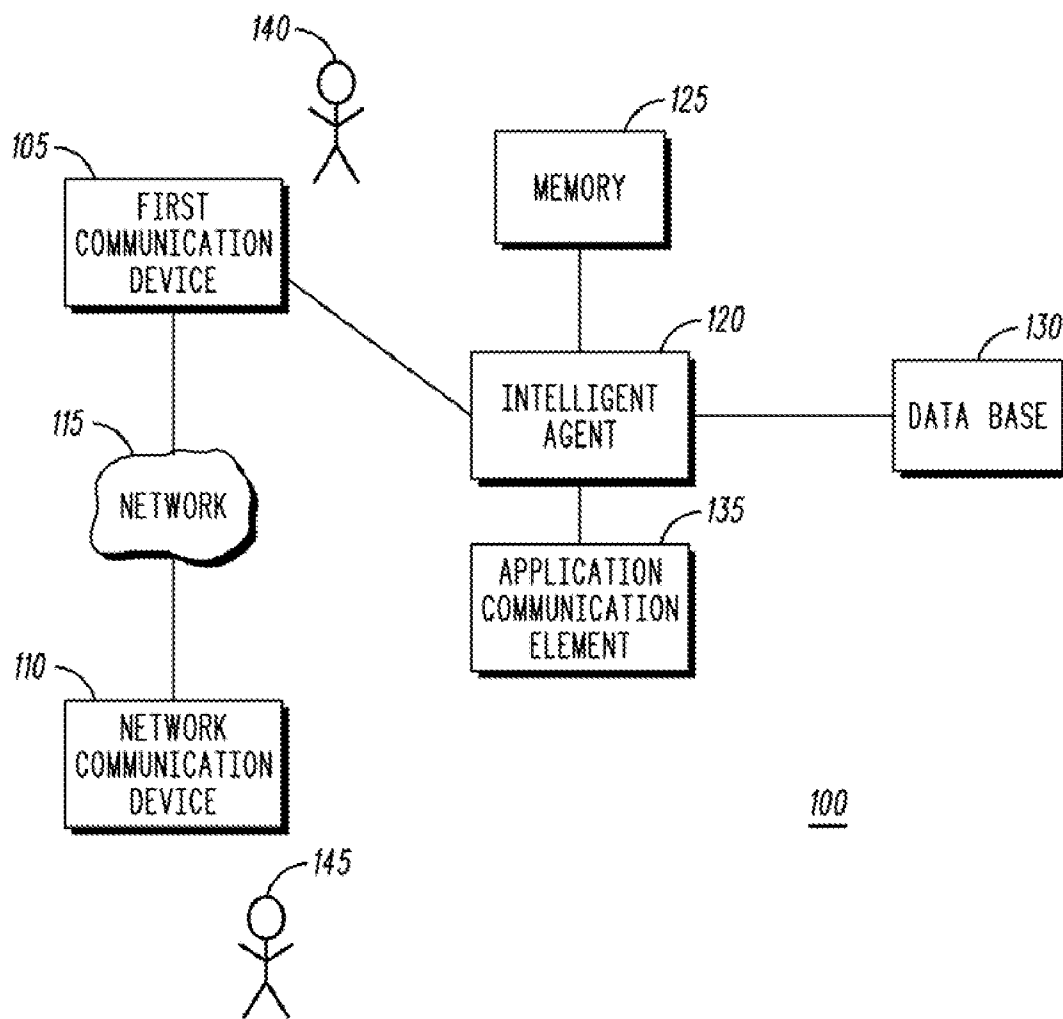 140
125
105
FIRST
COMMUNICATION
DEVICE
MEMORY
120
130
INTELLIGENT
AGENT
DATA BASE
115
NETWORK
135
APPLICATION
COMMUNICATION
ELEMENT
110
NETWORK
COMMUNICATION
DEVICE
100
145